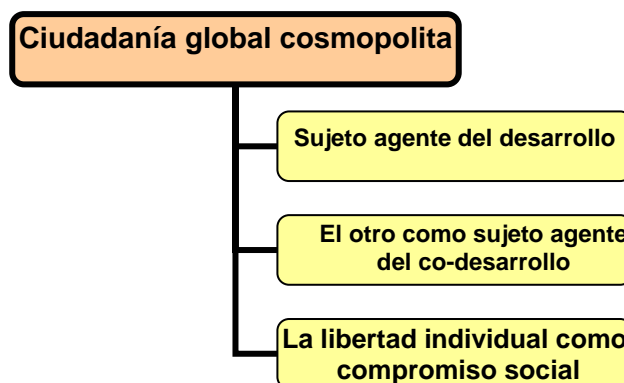 Ciudadanía global cosmopolita
Sujeto agente del desarrollo
El otro como sujeto agente
del co-desarrollo
La libertad individual como
compromiso social